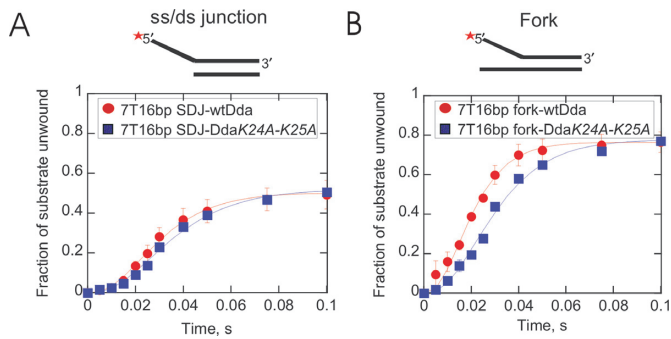 A
ss/ds junction
5′
3′
7T16bp SDJ-wtDda
7T16bp SDJ-DdaK24A-K25A
Fraction of substrate unwound
1
0.8
0.6
0.4
0.2
0
0 0.02 0.04 0.06 0.08 0.1
Time, s
B
Fork
5′
3′
7T16bp fork-wtDda
7T16bp fork-DdaK24A-K25A
Fraction of substrate unwound
1
0.8
0.6
0.4
0.2
0
0 0.02 0.04 0.06 0.08 0.1
Time, s